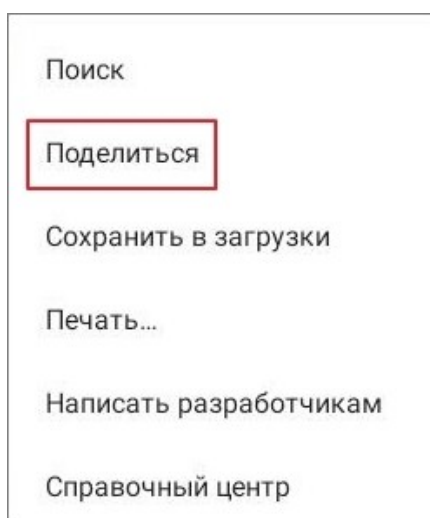 Поиск
Поделиться
Сохранить в загрузки
Печать...
Написать разработчикам
Справочный центр